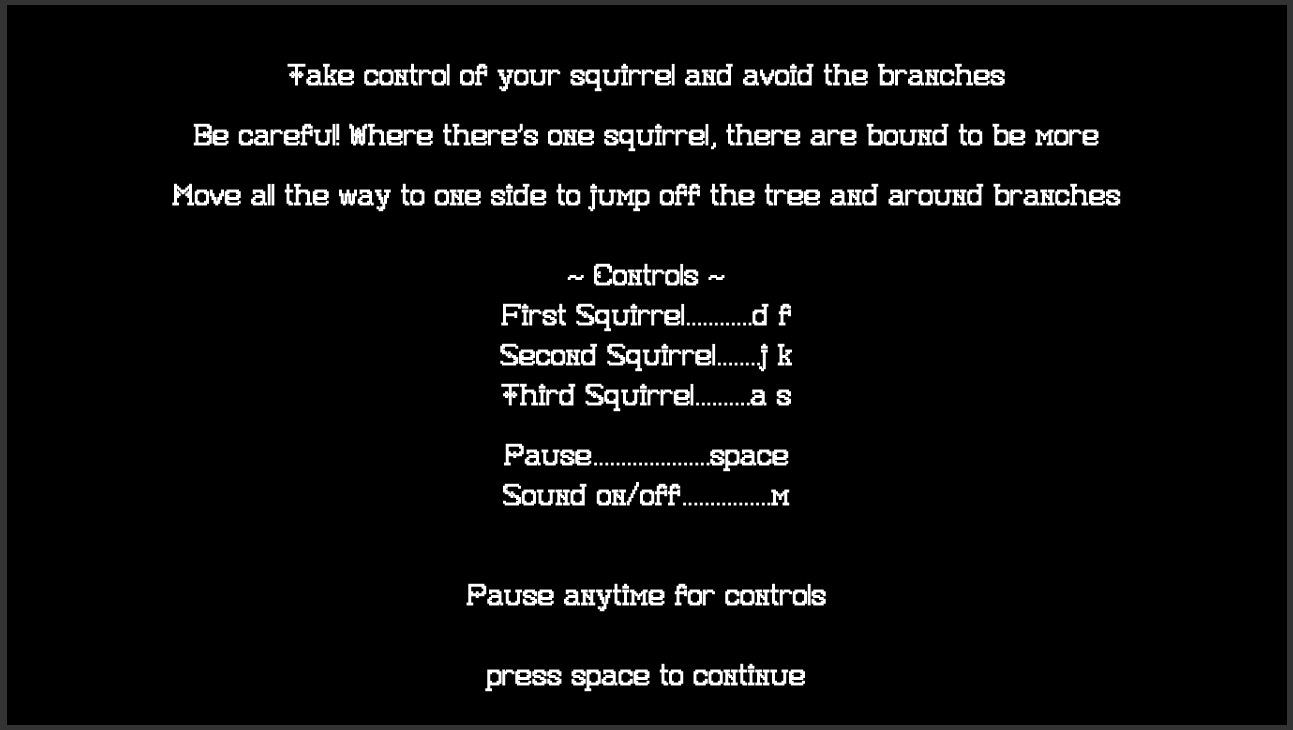 Take control of your squirrel and avoid the branches
Be careful! Where there's one squirrel, there are bound to be more
Move all the way to one side to jump off the tree and around branches
~ Controls ~
First Squirrel............d f
Second Squirrel........j k
Third Squirrel..........a s
Pause.....................space
Sound on/off................m
Pause anytime for controls
press space to continue